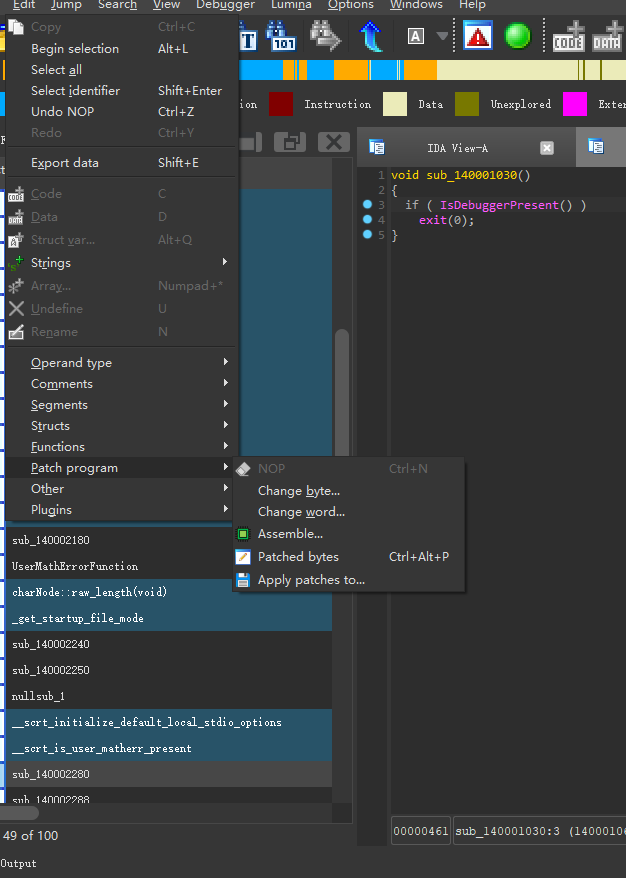 Edit Jump Search View Debugger Lumina Options Windows Help
Copy Ctrl+C
Begin selection Alt+L
Select all
Select identifier Shift+Enter
Undo NOP Ctrl+Z
Redo Ctrl+Y
Export data Shift+E
Code C
Data D
Struct var... Alt+Q
Strings
Array... Numpad+*
Undefine U
Rename N
Operand type
Comments
Segments
Structs
Functions
Patch program
Other
Plugins
NOP Ctrl+N
Change byte...
Change word...
Assemble...
Patched bytes Ctrl+Alt+P
Apply patches to...
T 101 A CODE DATA
Instruction Data Unexplored
IDA View-A
1 void sub_140001030()
2 {
3 if ( IsDebuggerPresent() )
4 exit(0);
5 }
sub_140002180
UserMathErrorFunction
charNode::raw_length(void)
_get_startup_file_mode
sub_140002240
sub_140002250
nullsub_1
__scrt_initialize_default_local_stdio_options
__scrt_is_user_matherr_present
sub_140002280
sub_140002288
49 of 100
00000461 sub_140001030:3
Output